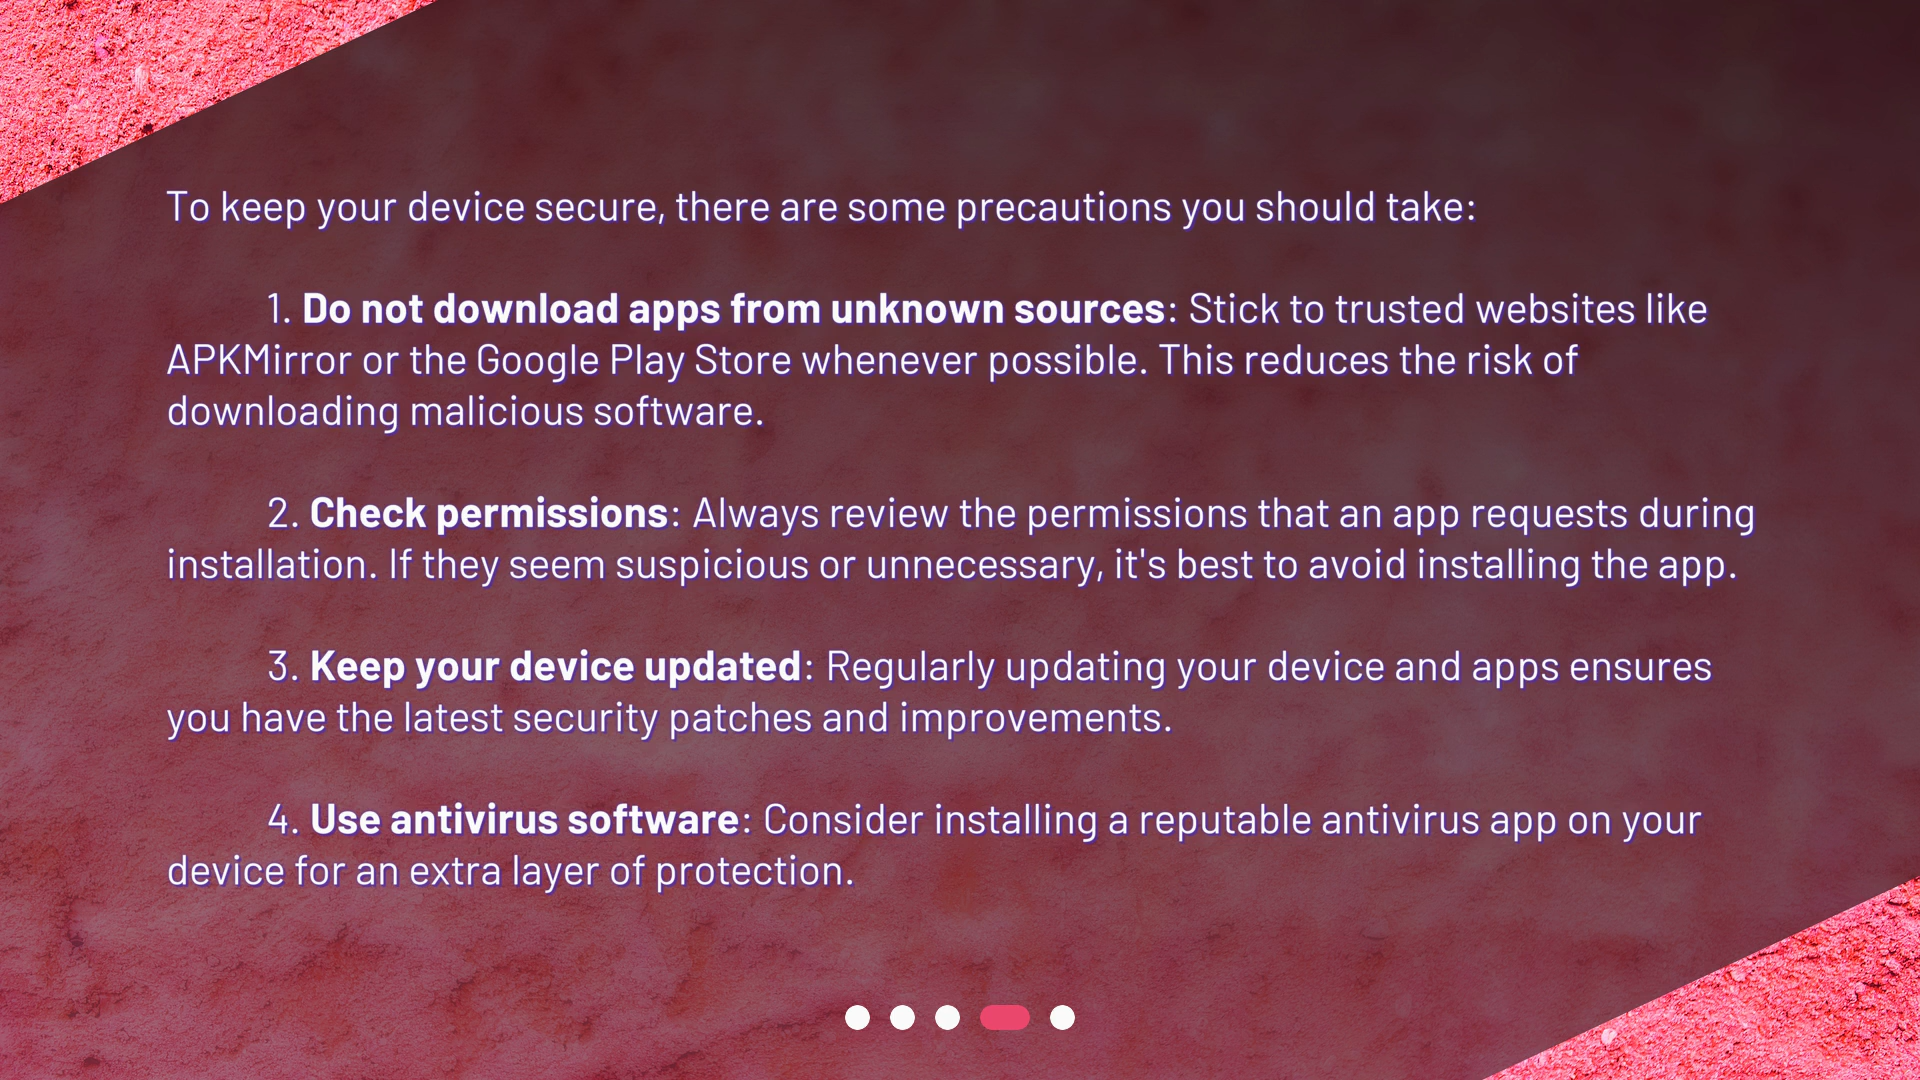 To keep your device secure, there are some precautions you should take:
1. Do not download apps from unknown sources: Stick to trusted websites like
APKMirror or the Google Play Store whenever possible. This reduces the risk of
downloading malicious software.
2. Check permissions: Always review the permissions that an app requests during
installation. If they seem suspicious or unnecessary, it's best to avoid installing the app.
3. Keep your device updated: Regularly updating your device and apps ensures
you have the latest security patches and improvements.
4. Use antivirus software: Consider installing a reputable antivirus app on your
device for an extra layer of protection.